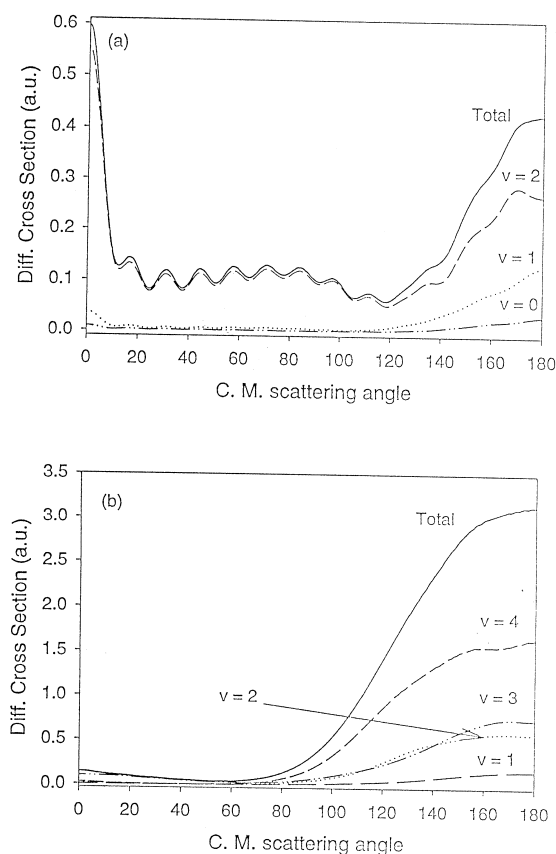 (a)
Diff. Cross Section (a.u.)
0.6
0.5
0.4
0.3
0.2
0.1
0.0
Total
v = 2
v = 1
v = 0
0 20 40 60 80 100 120 140 160 180
C. M. scattering angle
(b)
Diff. Cross Section (a.u.)
3.5
3.0
2.5
2.0
1.5
1.0
0.5
0.0
Total
v = 4
v = 2
v = 3
v = 1
0 20 40 60 80 100 120 140 160 180
C. M. scattering angle